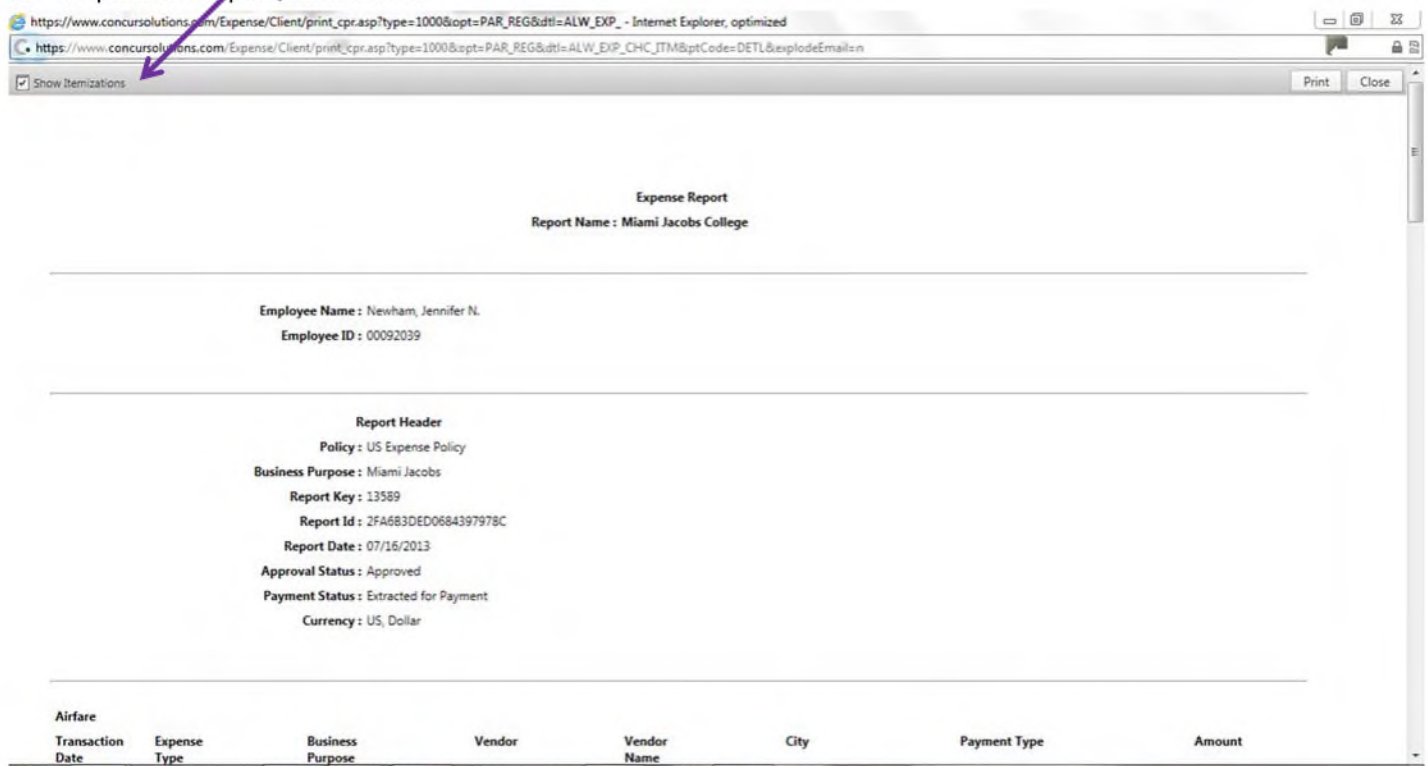 https://www.concursolutions.com/Expense/Client/print_cpr.asp?type=1000&opt=PAR_REG&dtl=ALW_EXP_ - Internet Explorer, optimized
https://www.concursolutions.com/Expense/Client/print_cpr.asp?type=1000&opt=PAR_REG&dtl=ALW_EXP_CHC_ITM&ptCode=DETL&explodeEmail=n
Show Itemizations Print Close
Expense Report
Report Name : Miami Jacobs College
Employee Name : Newham, Jennifer N.
Employee ID : 00092039
Report Header
Policy : US Expense Policy
Business Purpose : Miami Jacobs
Report Key : 13589
Report Id : 2FA6B3DED0684397978C
Report Date : 07/16/2013
Approval Status : Approved
Payment Status : Extracted for Payment
Currency : US, Dollar
Airfare
Transaction Expense Business Vendor Vendor City Payment Type Amount
Date Type Purpose Name